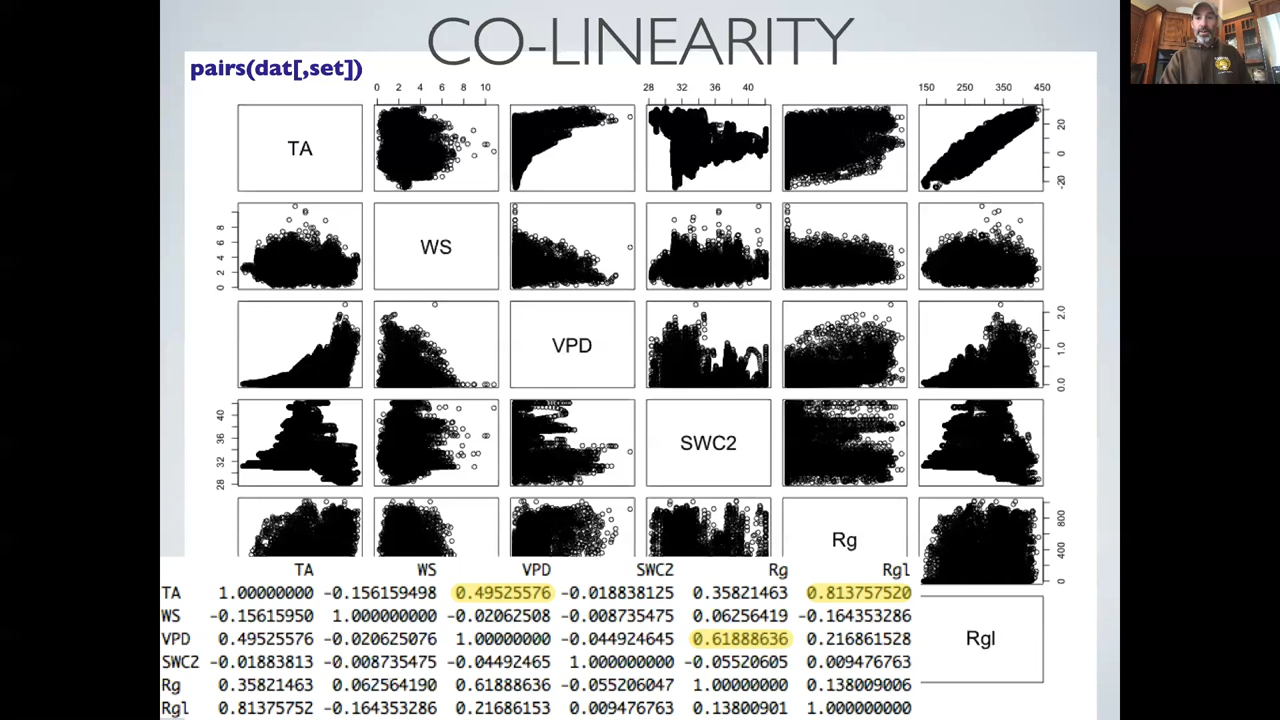 CO-LINEARITY
pairs(dat[,set])
0 2 4 6 8 10
28 32 36 40
150 250 350 450
TA
20
0
-20
WS
8
6
4
2
0
VPD
2.0
1.0
0.0
SWC2
40
36
32
28
Rg
800
400
0
Rgl
TA WS VPD SWC2 Rg Rgl
TA 1.00000000 -0.156159498 0.49525576 -0.018838125 0.35821463 0.813757520
WS -0.15615950 1.000000000 -0.02062508 -0.008735475 0.06256419 -0.164353286
VPD 0.49525576 -0.020625076 1.00000000 -0.044924645 0.61888636 0.216861528
SWC2 -0.01883813 -0.008735475 -0.04492465 1.000000000 -0.05520605 0.009476763
Rg 0.35821463 0.062564190 0.61888636 -0.055206047 1.00000000 0.138009006
Rgl 0.81375752 -0.164353286 0.21686153 0.009476763 0.13800901 1.000000000